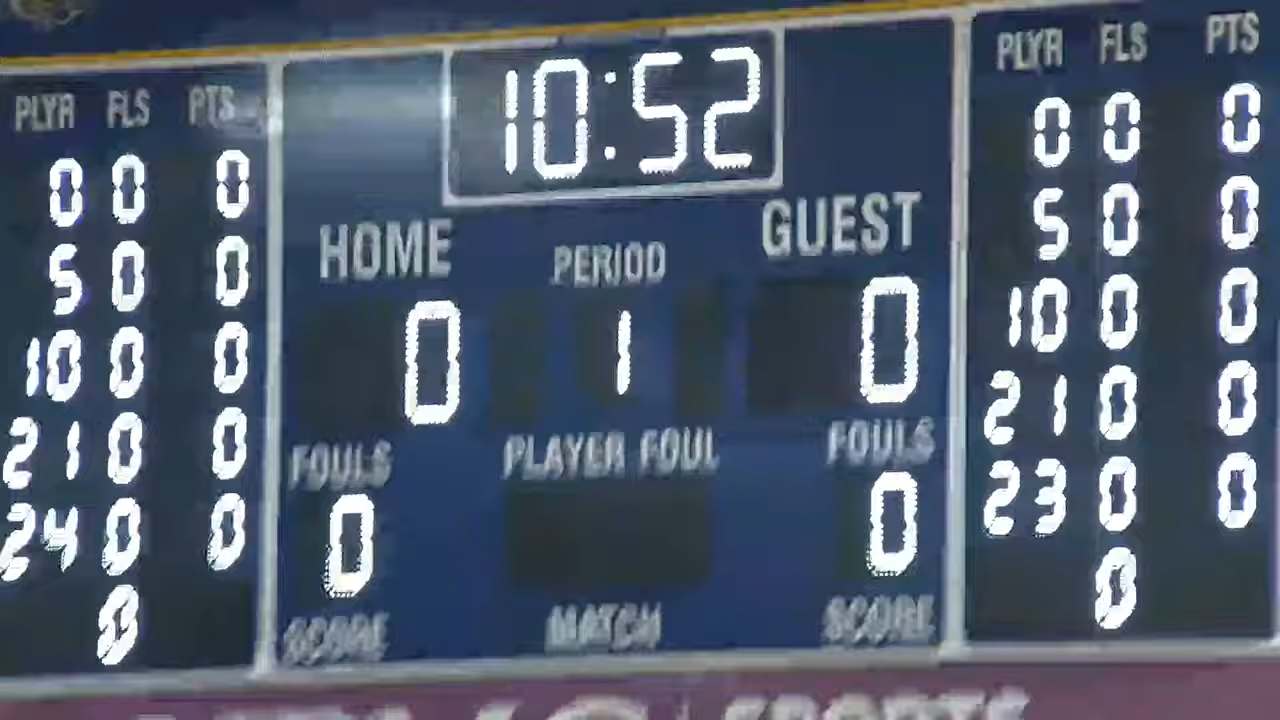 10:52
PLYR FLS PTS
0 0 0
5 0 0
10 0 0
21 0 0
24 0 0
0
HOME PERIOD GUEST
0 1 0
FOULS PLAYER FOUL FOULS
0 0
SCORE MATCH SCORE
PLYR FLS PTS
0 0 0
5 0 0
10 0 0
21 0 0
23 0 0
0
SPORTS